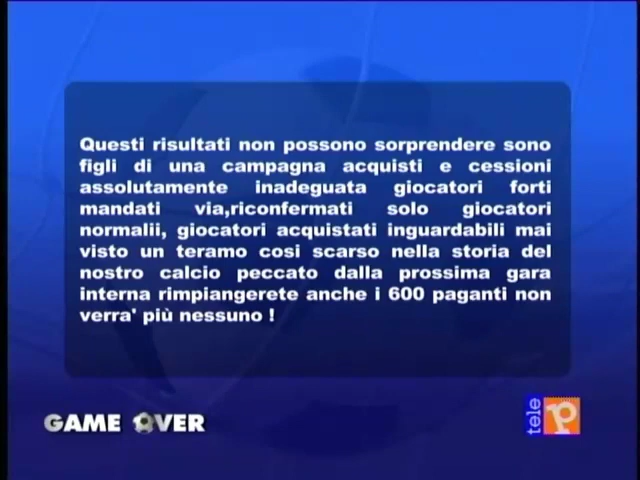 Questi risultati non possono sorprendere sono
figli di una campagna acquisti e cessioni
assolutamente inadeguata giocatori forti
mandati via,riconfermati solo giocatori
normalii, giocatori acquistati inguardabili mai
visto un teramo cosi scarso nella storia del
nostro calcio peccato dalla prossima gara
interna rimpiangerete anche i 600 paganti non
verra' più nessuno !
GAME OVER
tele p